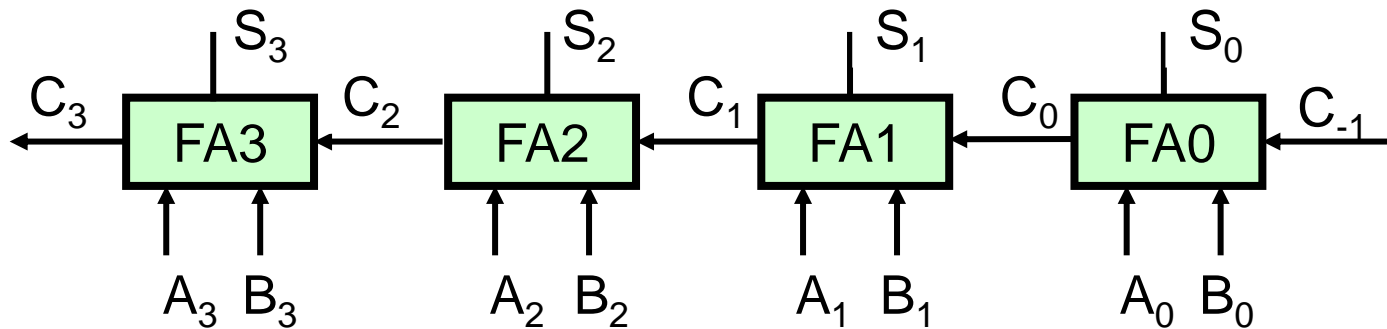 S₃ S₂ S₁ S₀
C₃ C₂ C₁ C₀ C₋₁
FA3 FA2 FA1 FA0
A₃ B₃ A₂ B₂ A₁ B₁ A₀ B₀